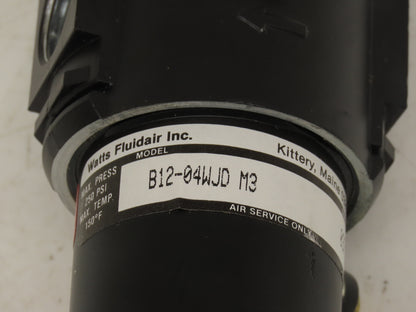 Watts Fluidair Inc.
Kittery, Maine
MODEL
B12-04WJD M3
MAX. PRESS
250 PSI
MAX. TEMP.
150°F
AIR SERVICE ONLY